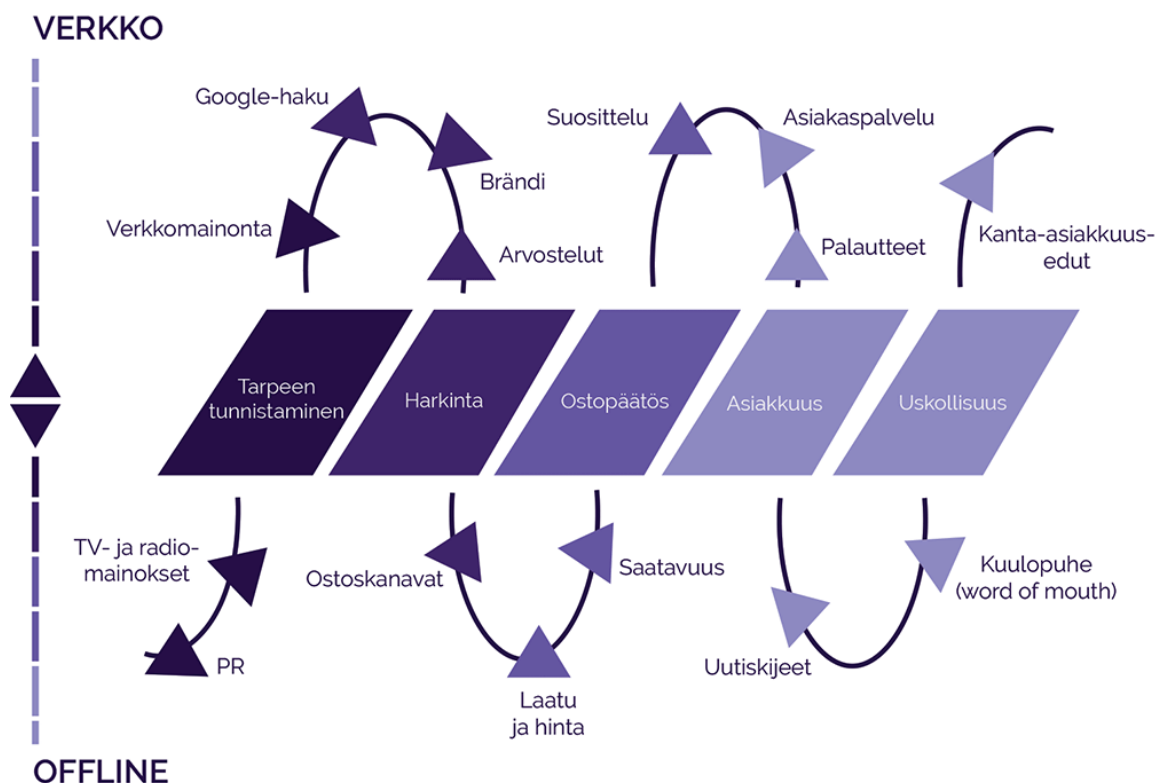 VERKKO
Google-haku
Suosittelu
Asiakaspalvelu
Brändi
Verkkomainonta
Arvostelut
Palautteet
Kanta-asiakkuus-
edut
Tarpeen
tunnistaminen
Harkinta
Ostopäätös
Asiakkuus
Uskollisuus
TV- ja radio-
mainokset
Ostoskanavat
Saatavuus
Kuulopuhe
(word of mouth)
PR
Uutiskijeet
Laatu
ja hinta
OFFLINE